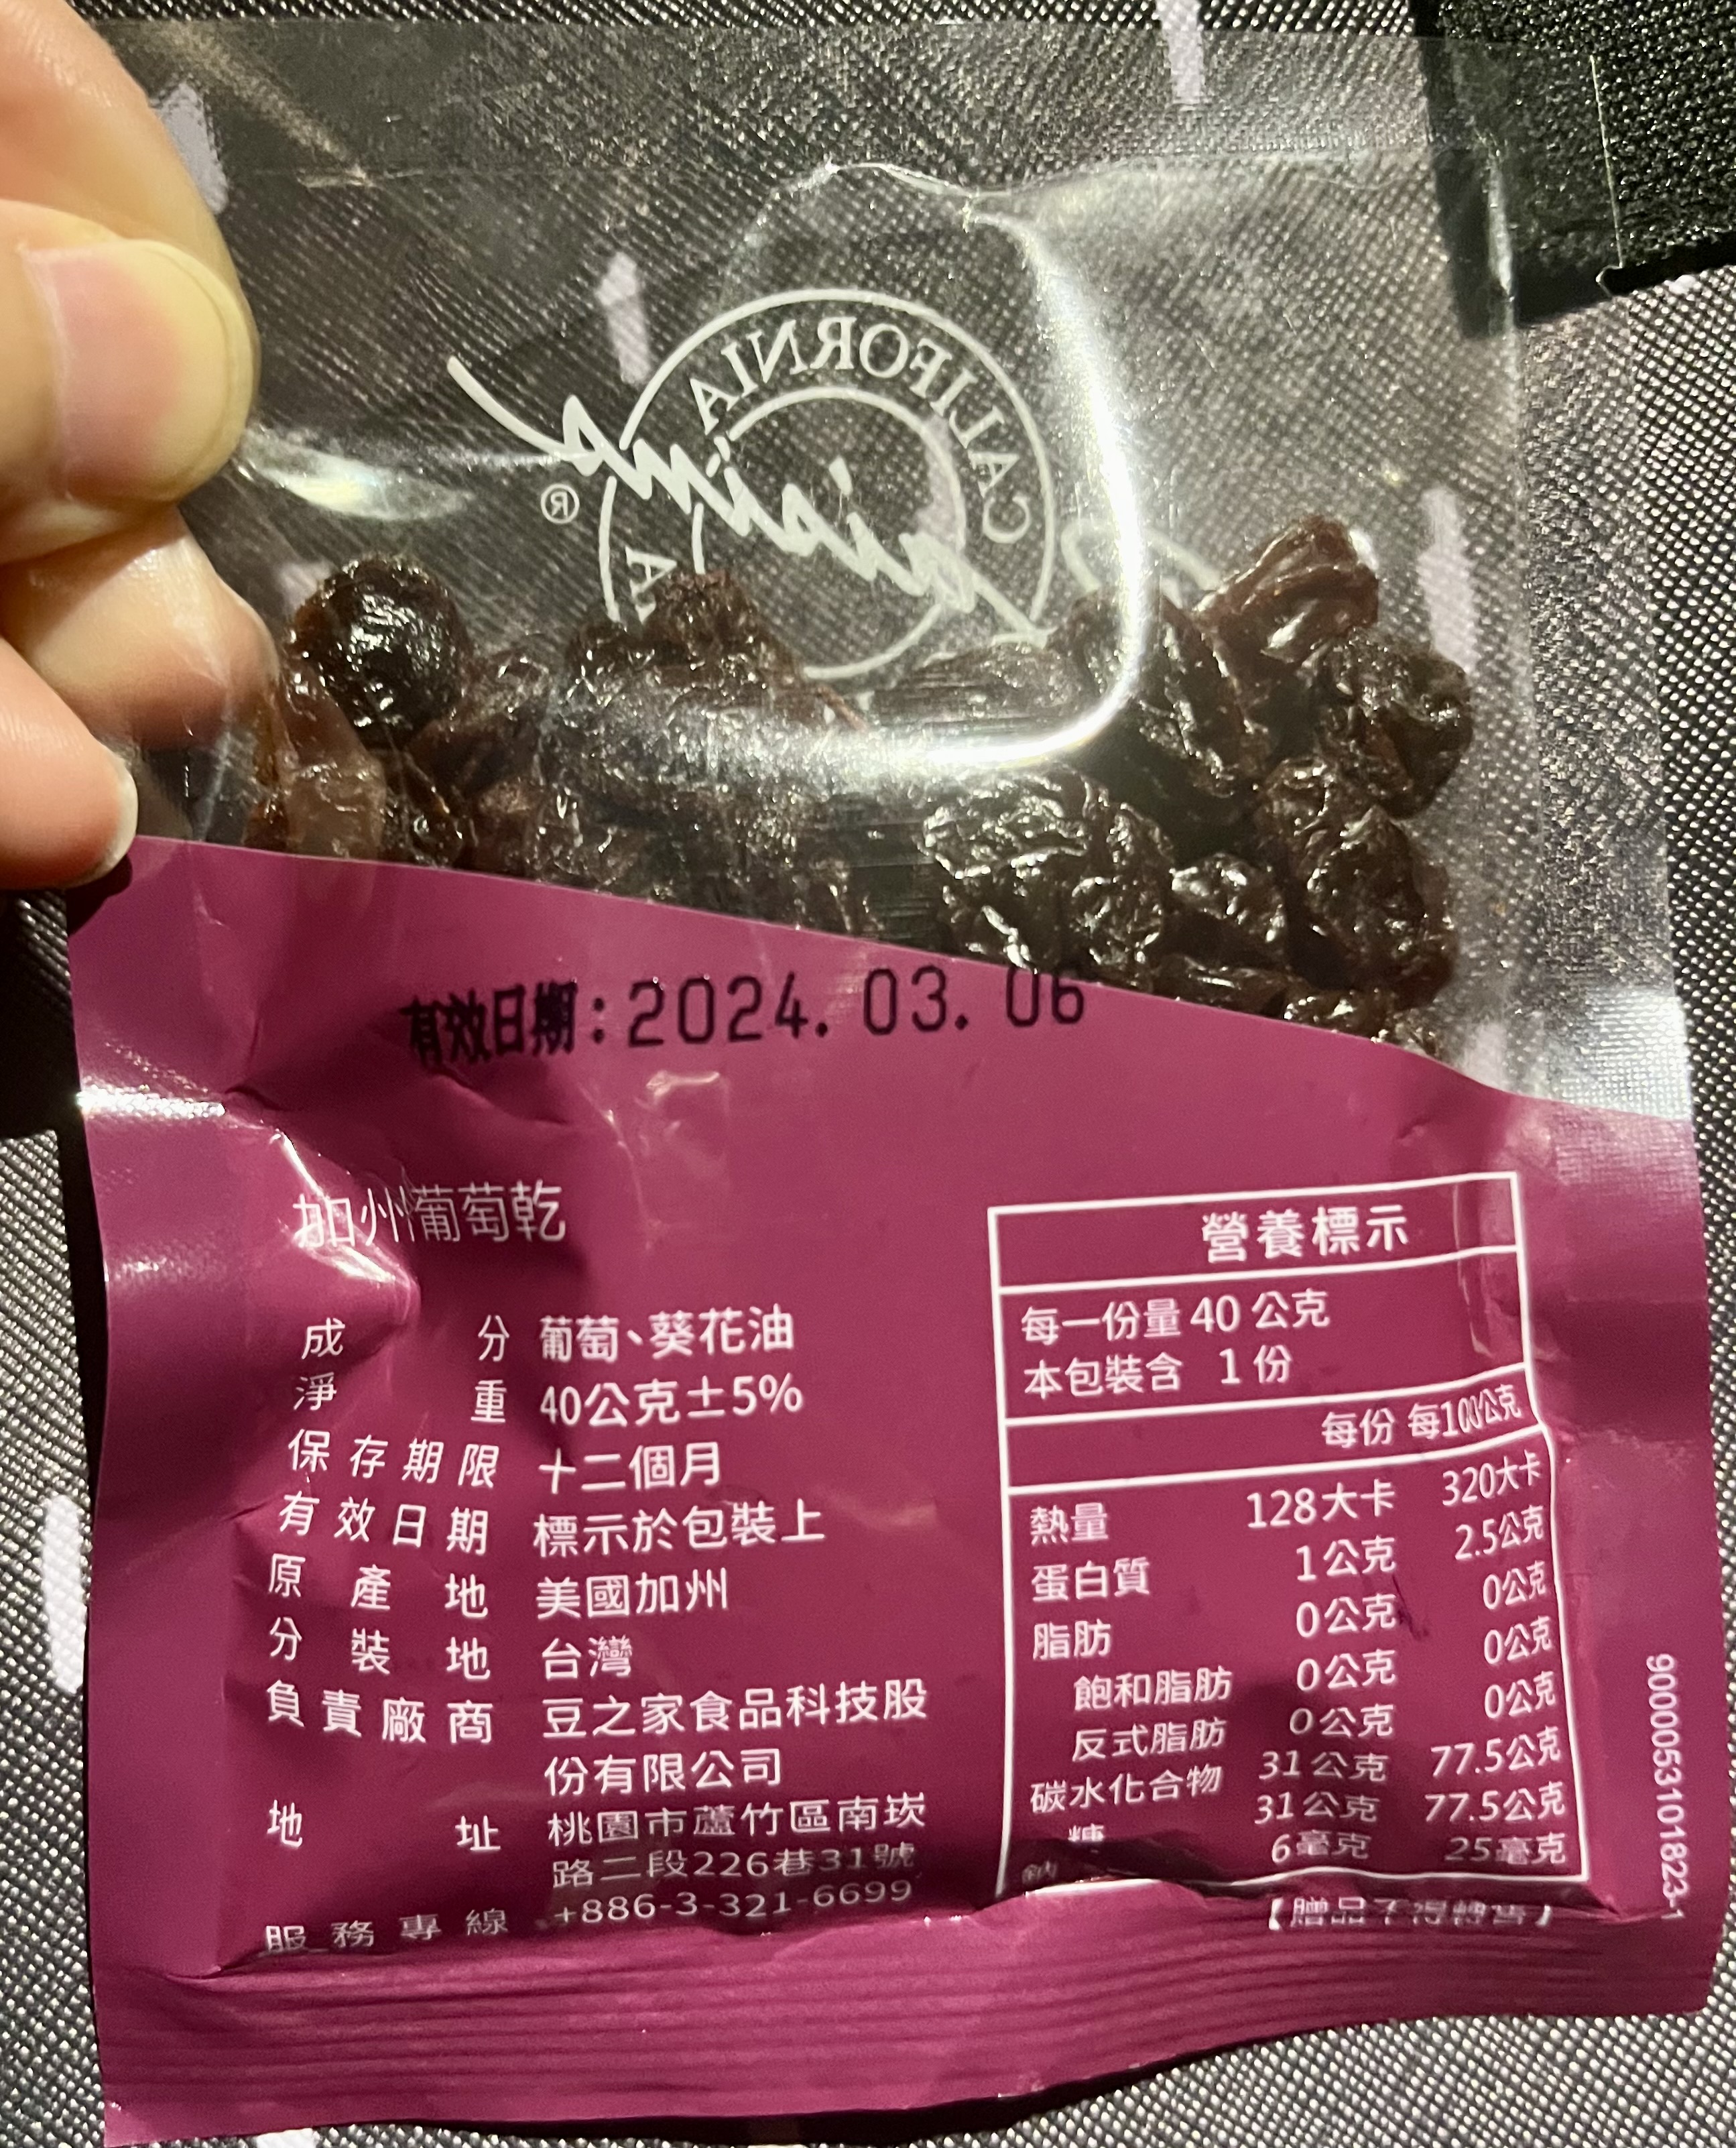 CALIFORNIA
Raisins
®
有效日期:2024. 03. 06
加州葡萄乾
成分 葡萄、葵花油
淨重 40公克±5%
保存期限 十二個月
有效日期 標示於包裝上
原產地 美國加州
分裝地 台灣
負責廠商 豆之家食品科技股
份有限公司
地址 桃園市蘆竹區南崁
路二段226巷31號
服務專線 +886-3-321-6699
營養標示
每一份量 40 公克
本包裝含 1 份
每份 每100公克
熱量 128大卡 320大卡
蛋白質 1公克 2.5公克
脂肪 0公克 0公克
飽和脂肪 0公克 0公克
反式脂肪 0公克 0公克
碳水化合物 31公克 77.5公克
糖 31公克 77.5公克
鈉 6毫克 25毫克
【贈品不得轉售】
9000053101823-1